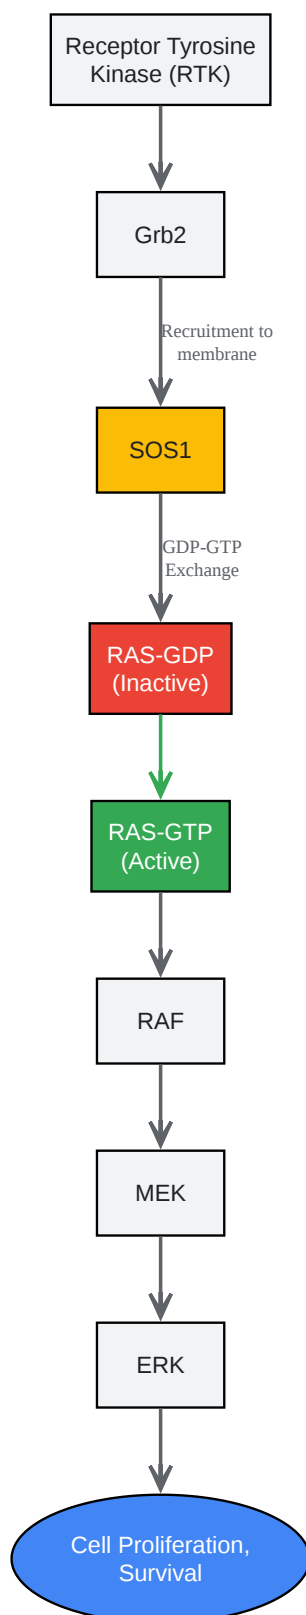 Receptor Tyrosine
Kinase (RTK)
Grb2
Recruitment to
membrane
SOS1
GDP-GTP
Exchange
RAS-GDP
(Inactive)
RAS-GTP
(Active)
RAF
MEK
ERK
Cell Proliferation,
Survival